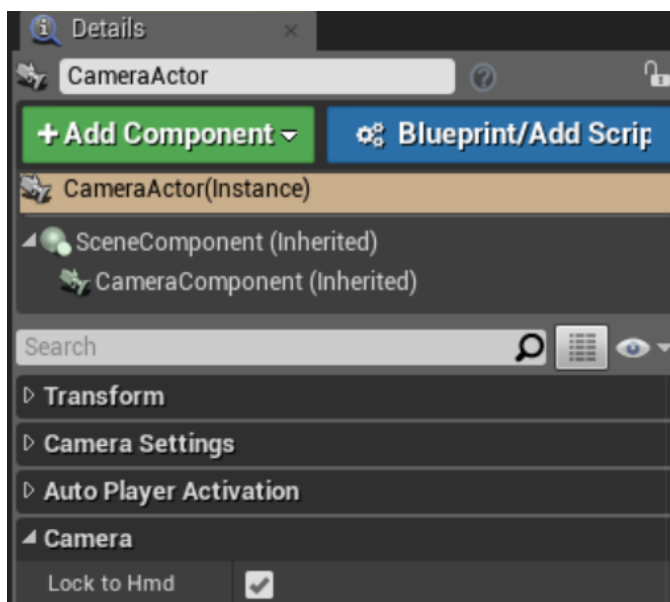 Details
CameraActor
+ Add Component
Blueprint/Add Scrip
CameraActor(Instance)
SceneComponent (Inherited)
CameraComponent (Inherited)
Search
Transform
Camera Settings
Auto Player Activation
Camera
Lock to Hmd